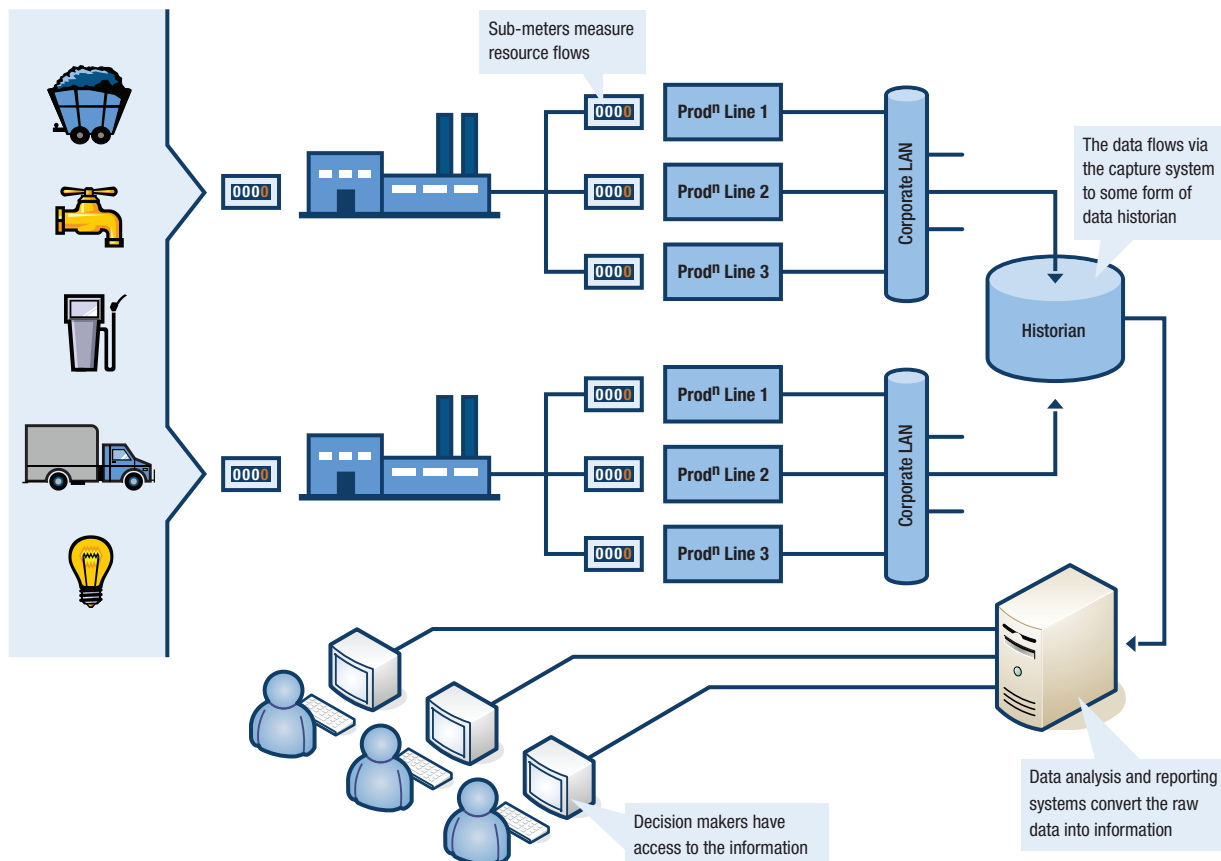 Sub-meters measure
resource flows
0000
Prodⁿ Line 1
0000
0000
Prodⁿ Line 2
0000
Prodⁿ Line 3
Corporate LAN
The data flows via
the capture system
to some form of
data historian
Historian
0000
Prodⁿ Line 1
0000
0000
Prodⁿ Line 2
0000
Prodⁿ Line 3
Corporate LAN
Decision makers have
access to the information
Data analysis and reporting
systems convert the raw
data into information